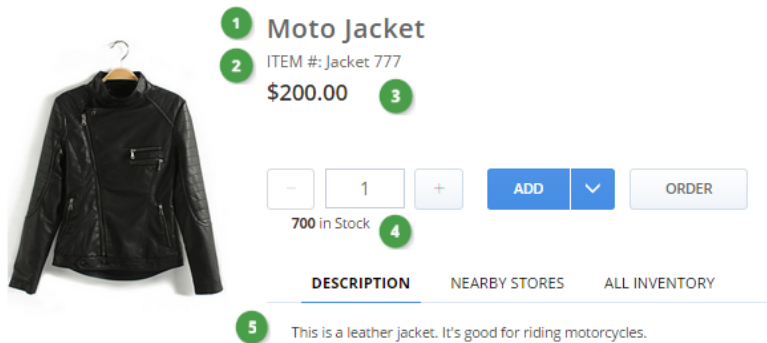 1 Moto Jacket
2 ITEM #: Jacket 777
$200.00 3
− 1 + ADD ORDER
700 in Stock 4
DESCRIPTION NEARBY STORES ALL INVENTORY
5 This is a leather jacket. It's good for riding motorcycles.